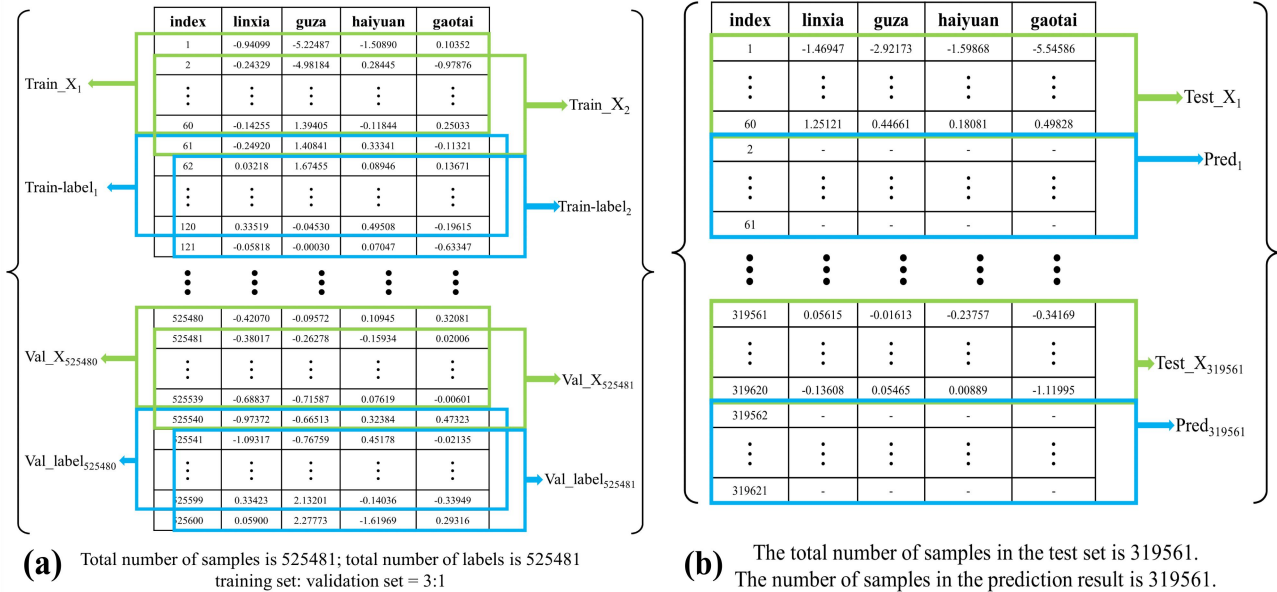 index linxia guza haiyuan gaotai
1 -0.94099 -5.22487 -1.50890 0.10352
2 -0.24329 -4.98184 0.28445 -0.97876
Train_X1
Train_X2
60 -0.14255 1.39405 -0.11844 0.25033
61 -0.24920 1.40841 0.33341 -0.11321
62 0.03218 1.67455 0.08946 0.13671
Train-label1
Train-label2
120 0.33519 -0.04530 0.49508 -0.19615
121 -0.05818 -0.00030 0.07047 -0.63347
525480 -0.42070 -0.09572 0.10945 0.32081
525481 -0.38017 -0.26278 -0.15934 0.02006
Val_X525480
Val_X525481
525539 -0.68837 -0.71587 0.07619 -0.00601
525540 -0.97372 -0.66513 0.32384 0.47323
525541 -1.09317 -0.76759 0.45178 -0.02135
Val_label525480
Val_label525481
525599 0.33423 2.13201 -0.14036 -0.33949
525600 0.05900 2.27773 -1.61969 0.29316
(a) Total number of samples is 525481; total number of labels is 525481
training set: validation set = 3:1
index linxia guza haiyuan gaotai
1 -1.46947 -2.92173 -1.59868 -5.54586
Test_X1
60 1.25121 0.44661 0.18081 0.49828
2 - - - -
Pred1
61 - - - -
319561 0.05615 -0.01613 -0.23757 -0.34169
Test_X319561
319620 -0.13608 0.05465 0.00889 -1.11995
319562 - - - -
Pred319561
319621 - - - -
(b) The total number of samples in the test set is 319561.
The number of samples in the prediction result is 319561.